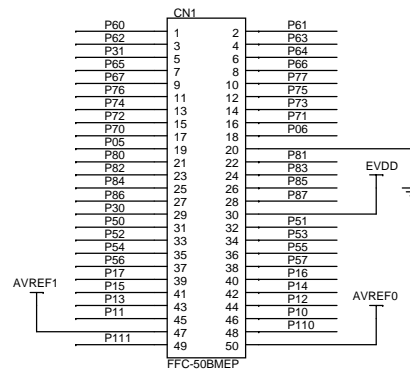 CN1
P60 1 2 P61
P62 3 4 P63
P31 5 6 P64
P65 7 8 P66
P67 9 10 P77
P76 11 12 P75
P74 13 14 P73
P72 15 16 P71
P70 17 18 P06
P05 19 20
P80 21 22 P81
P82 23 24 P83
EVDD
P84 25 26 P85
P86 27 28 P87
P30 29 30
P50 31 32 P51
P52 33 34 P53
P54 35 36 P55
P56 37 38 P57
P17 39 40 P16
AVREF1
P15 41 42 P14
P13 43 44 P12
AVREF0
P11 45 46 P10
47 48 P110
P111 49 50
FFC-50BMEP